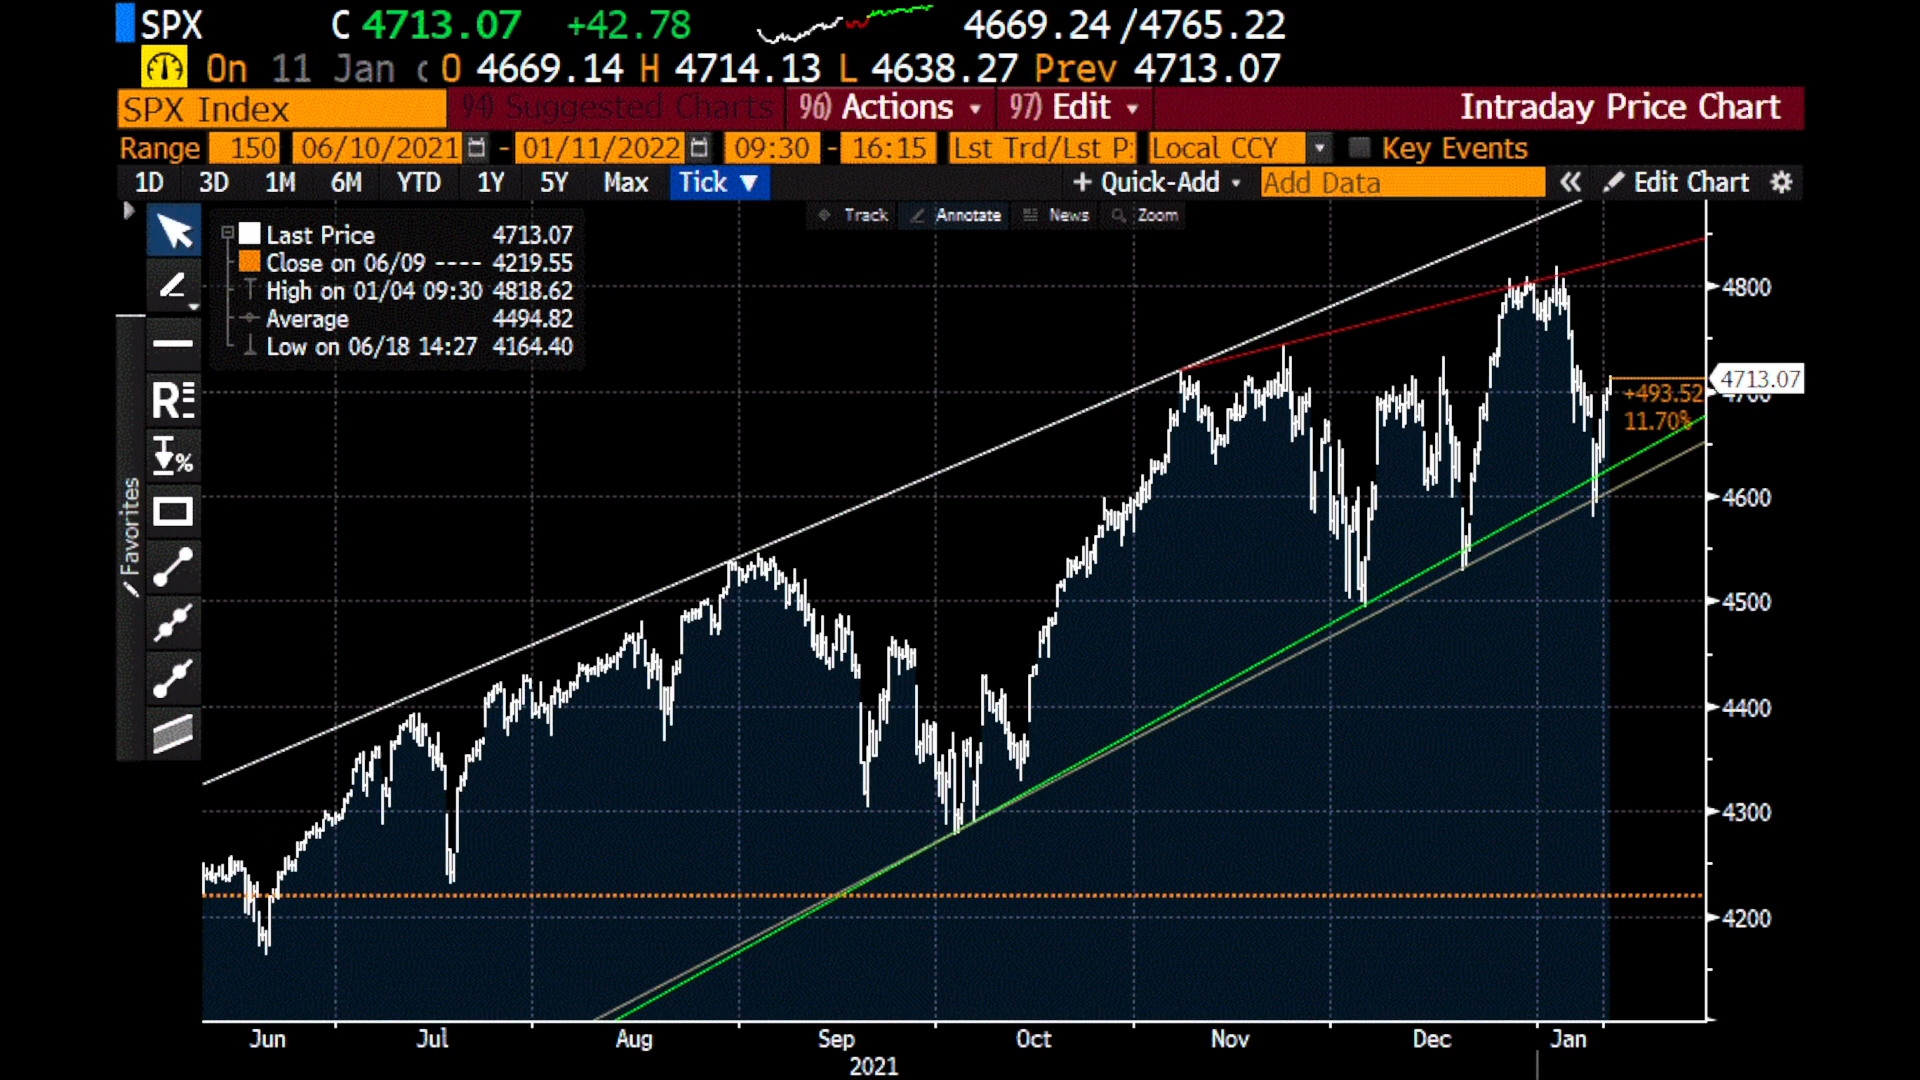 SPX C 4713.07 +42.78 4669.24 /4765.22
On 11 Jan O 4669.14 H 4714.13 L 4638.27 Prev 4713.07
SPX Index 94) Suggested Charts 96) Actions 97) Edit Intraday Price Chart
Range 150 06/10/2021 - 01/11/2022 09:30 - 16:15 Lst Trd/Lst P Local CCY Key Events
1D 3D 1M 6M YTD 1Y 5Y Max Tick ▼ + Quick-Add Add Data « Edit Chart
Track Annotate News Zoom
Last Price 4713.07
Close on 06/09 ---- 4219.55
High on 01/04 09:30 4818.62
Average 4494.82
Low on 06/18 14:27 4164.40
Favorites
R
%
4800
4713.07
4700
+493.52
11.70%
4600
4500
4400
4300
4200
Jun Jul Aug Sep Oct Nov Dec Jan
2021